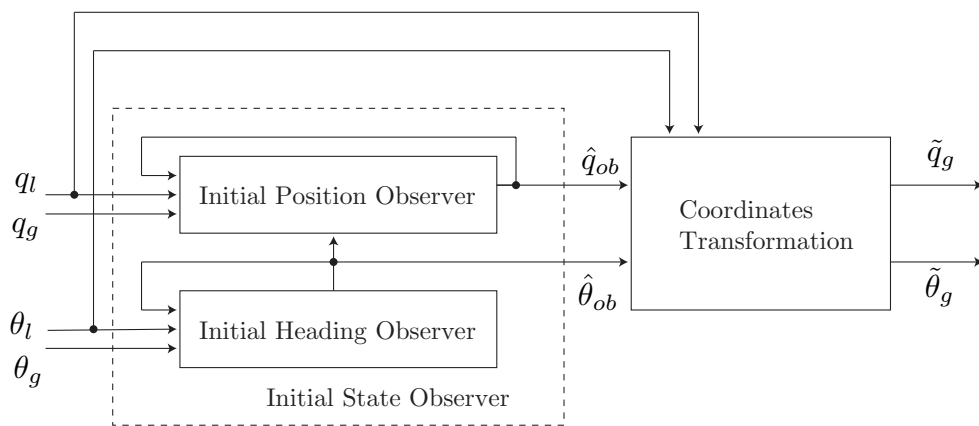 q_l
q_g
θ_l
θ_g
Initial Position Observer
Initial Heading Observer
Initial State Observer
q̂_ob
θ̂_ob
Coordinates
Transformation
q̃_g
θ̃_g